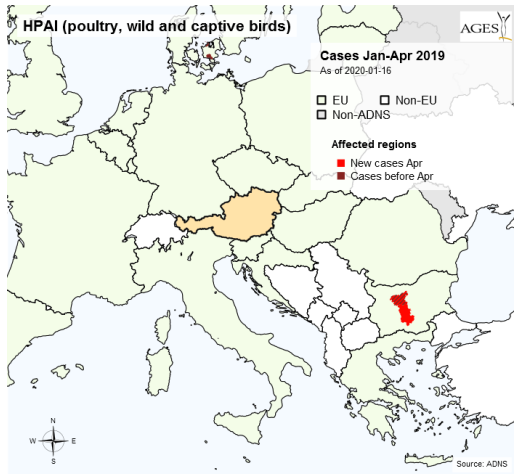 HPAI (poultry, wild and captive birds)
AGES
Cases Jan-Apr 2019
As of 2020-01-16
EU
Non-EU
Non-ADNS
Affected regions
New cases Apr
Cases before Apr
N
W
E
S
Source: ADNS